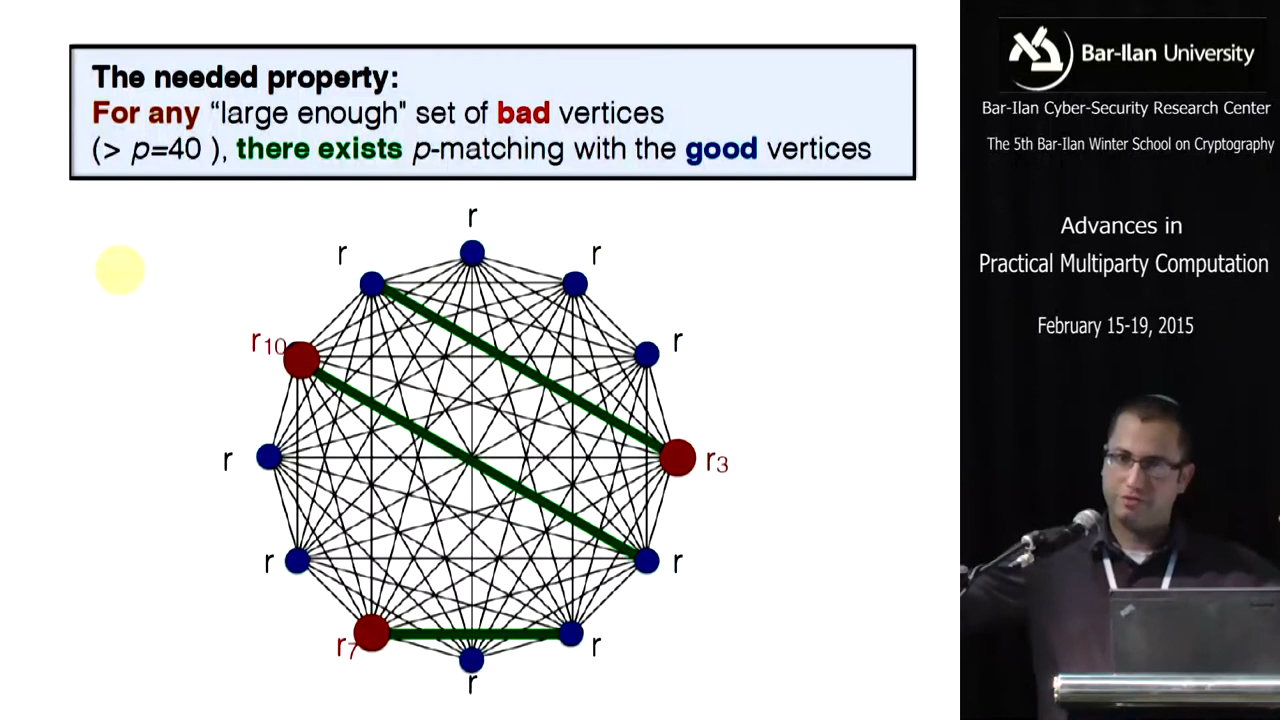 The needed property:
For any “large enough" set of bad vertices
(> p=40 ), there exists p-matching with the good vertices
r
r
r
r10
r
r
r3
r
r
r7
r
r
Bar-Ilan University
Bar-Ilan Cyber-Security Research Center
The 5th Bar-Ilan Winter School on Cryptography
Advances in
Practical Multiparty Computation
February 15-19, 2015